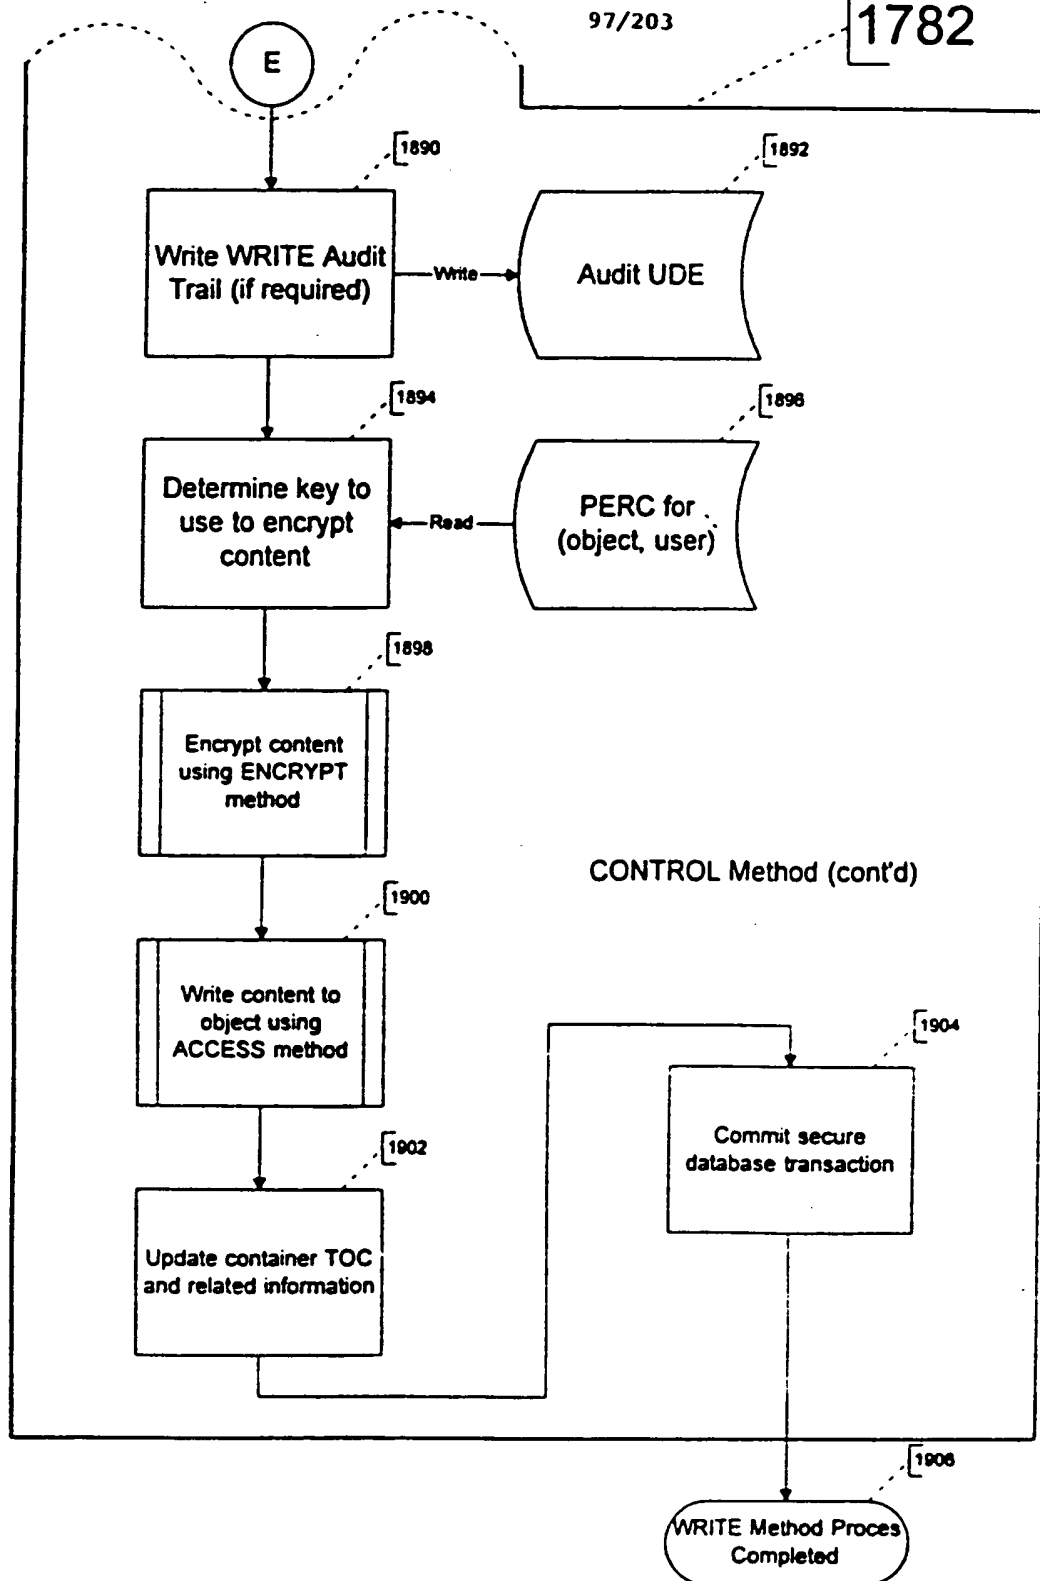 97/203
1782
E
1890
Write WRITE Audit
Trail (if required)
Write
1892
Audit UDE
1894
Determine key to
use to encrypt
content
Read
1896
PERC for
(object, user)
1898
Encrypt content
using ENCRYPT
method
CONTROL Method (cont'd)
1900
Write content to
object using
ACCESS method
1902
Update container TOC
and related information
1904
Commit secure
database transaction
1906
WRITE Method Proces
Completed